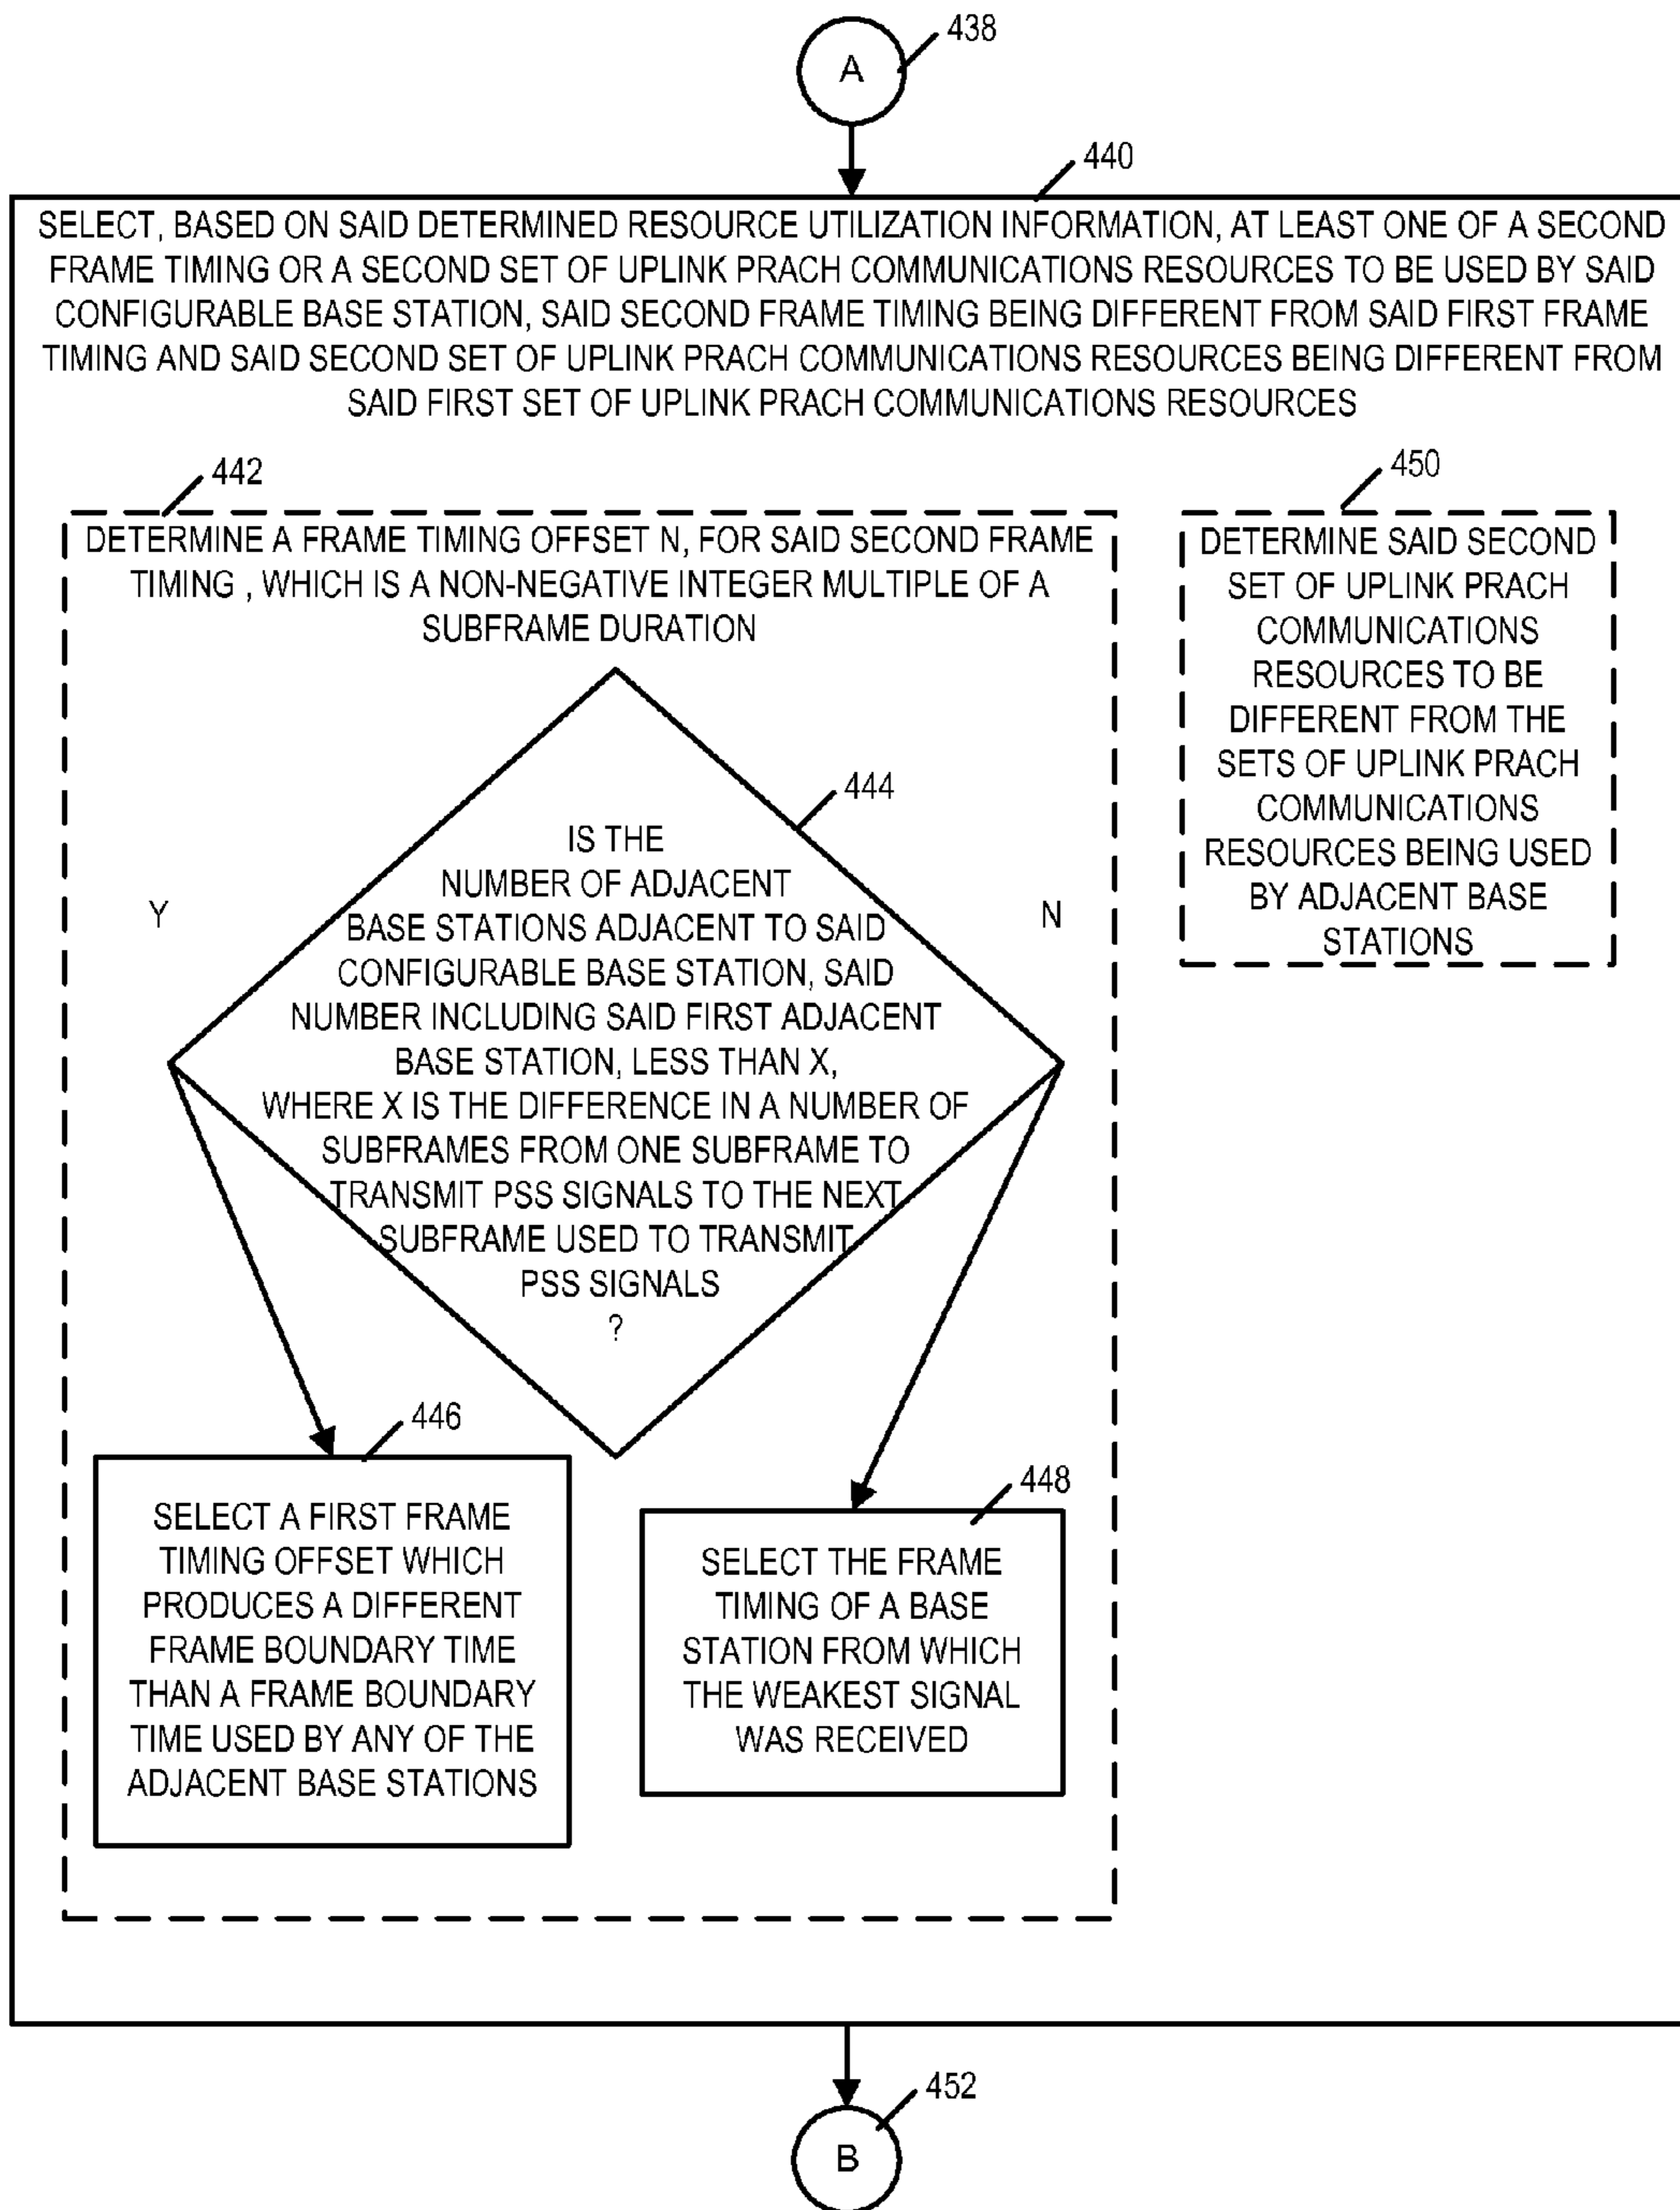 438
A
440
SELECT, BASED ON SAID DETERMINED RESOURCE UTILIZATION INFORMATION, AT LEAST ONE OF A SECOND
FRAME TIMING OR A SECOND SET OF UPLINK PRACH COMMUNICATIONS RESOURCES TO BE USED BY SAID
CONFIGURABLE BASE STATION, SAID SECOND FRAME TIMING BEING DIFFERENT FROM SAID FIRST FRAME
TIMING AND SAID SECOND SET OF UPLINK PRACH COMMUNICATIONS RESOURCES BEING DIFFERENT FROM
SAID FIRST SET OF UPLINK PRACH COMMUNICATIONS RESOURCES
442
DETERMINE A FRAME TIMING OFFSET N, FOR SAID SECOND FRAME
TIMING , WHICH IS A NON-NEGATIVE INTEGER MULTIPLE OF A
SUBFRAME DURATION
444
IS THE
NUMBER OF ADJACENT
BASE STATIONS ADJACENT TO SAID
CONFIGURABLE BASE STATION, SAID
NUMBER INCLUDING SAID FIRST ADJACENT
BASE STATION, LESS THAN X,
WHERE X IS THE DIFFERENCE IN A NUMBER OF
SUBFRAMES FROM ONE SUBFRAME TO
TRANSMIT PSS SIGNALS TO THE NEXT
SUBFRAME USED TO TRANSMIT
PSS SIGNALS
?
Y
N
446
SELECT A FIRST FRAME
TIMING OFFSET WHICH
PRODUCES A DIFFERENT
FRAME BOUNDARY TIME
THAN A FRAME BOUNDARY
TIME USED BY ANY OF THE
ADJACENT BASE STATIONS
448
SELECT THE FRAME
TIMING OF A BASE
STATION FROM WHICH
THE WEAKEST SIGNAL
WAS RECEIVED
450
DETERMINE SAID SECOND
SET OF UPLINK PRACH
COMMUNICATIONS
RESOURCES TO BE
DIFFERENT FROM THE
SETS OF UPLINK PRACH
COMMUNICATIONS
RESOURCES BEING USED
BY ADJACENT BASE
STATIONS
452
B